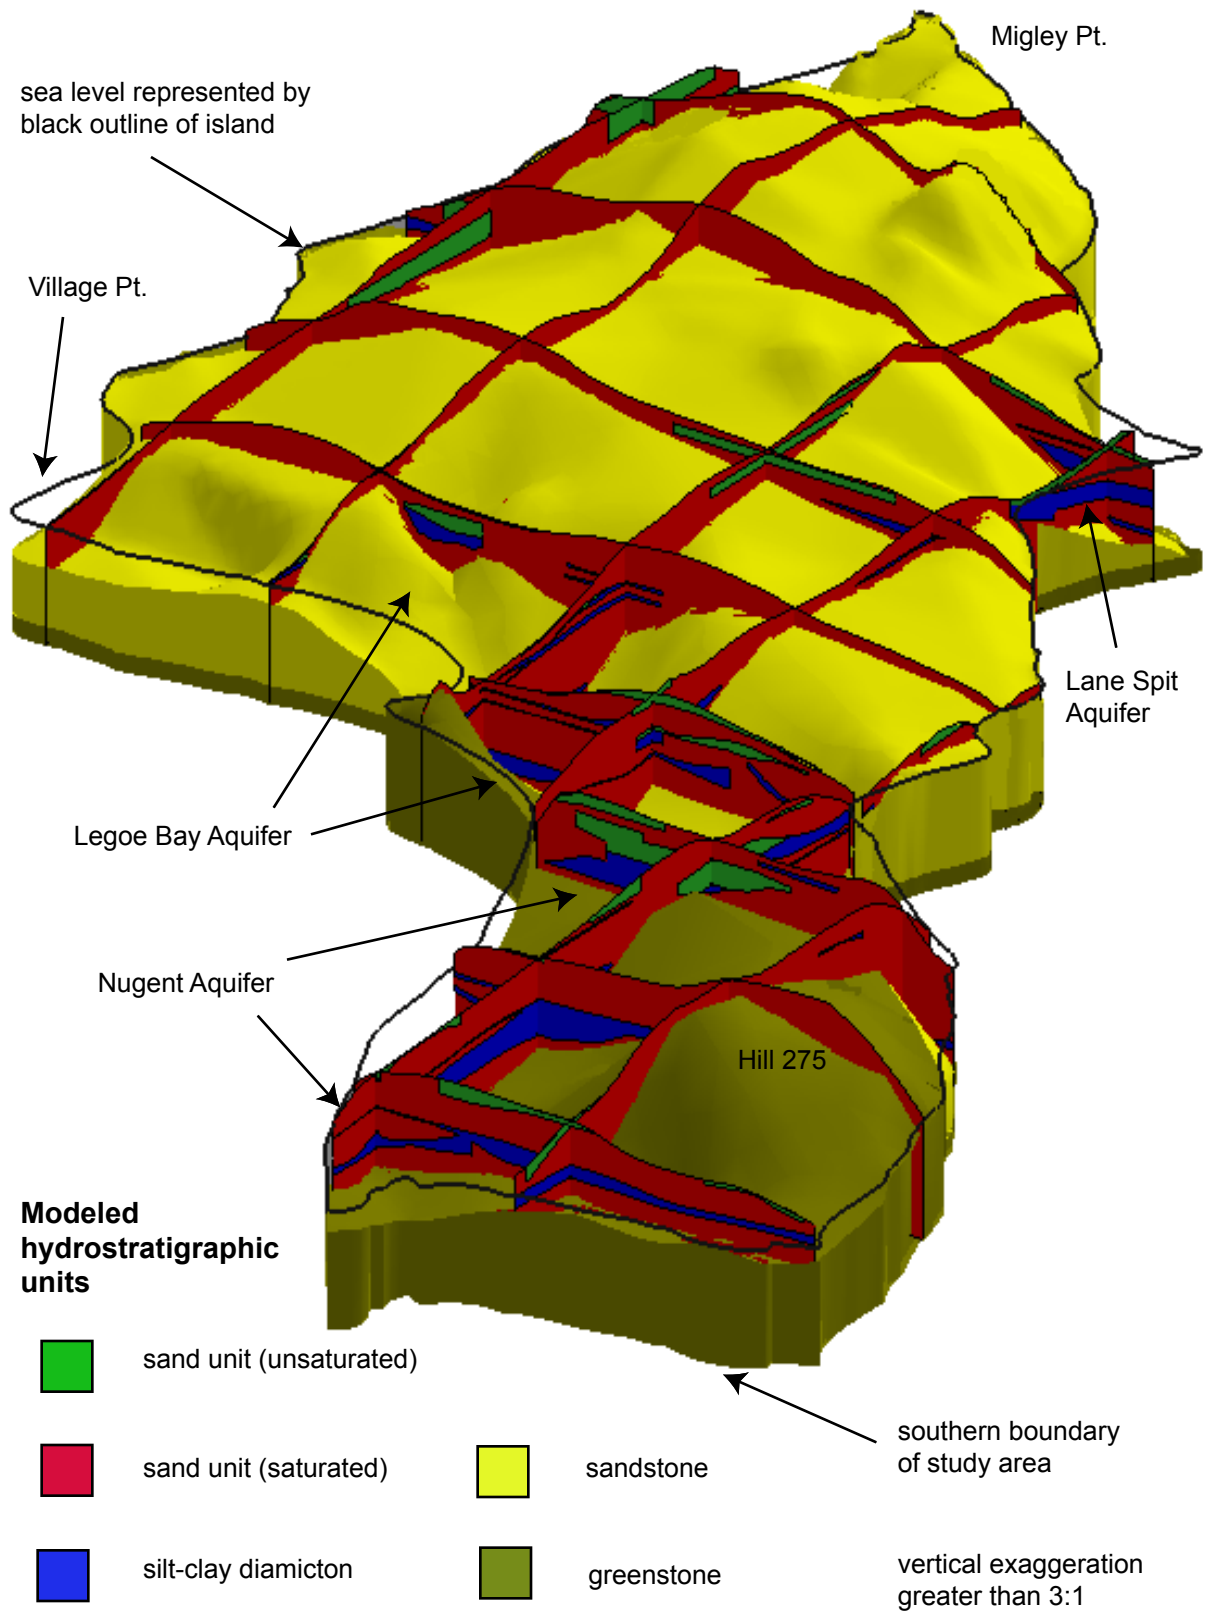 Migley Pt.
sea level represented by
black outline of island
Village Pt.
Lane Spit
Aquifer
Legoe Bay Aquifer
Nugent Aquifer
Hill 275
Modeled
hydrostratigraphic
units
sand unit (unsaturated)
sand unit (saturated)
silt-clay diamicton
sandstone
greenstone
southern boundary
of study area
vertical exaggeration
greater than 3:1